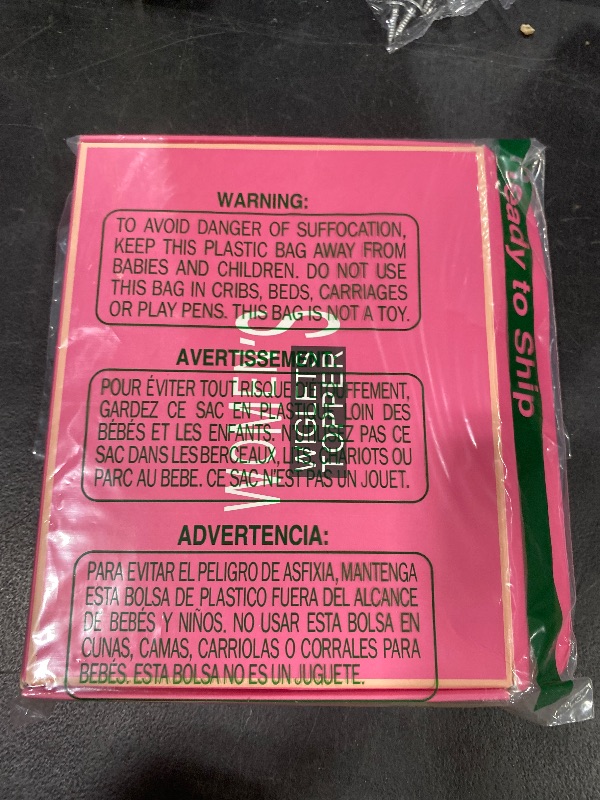 WARNING:
TO AVOID DANGER OF SUFFOCATION,
KEEP THIS PLASTIC BAG AWAY FROM
BABIES AND CHILDREN. DO NOT USE
THIS BAG IN CRIBS, BEDS, CARRIAGES
OR PLAY PENS. THIS BAG IS NOT A TOY.
AVERTISSEMENT:
POUR ÉVITER TOUT RISQUE D'ÉTOUFFEMENT,
GARDEZ CE SAC EN PLASTIQUE LOIN DES
BÉBÉS ET LES ENFANTS. N'UTILISEZ PAS CE
SAC DANS LES BERCEAUX, LITS, CHARIOTS OU
PARC AU BEBE. CE SAC N'EST PAS UN JOUET.
ADVERTENCIA:
PARA EVITAR EL PELIGRO DE ASFIXIA, MANTENGA
ESTA BOLSA DE PLASTICO FUERA DEL ALCANCE
DE BEBÉS Y NIÑOS. NO USAR ESTA BOLSA EN
CUNAS, CAMAS, CARRIOLAS O CORRALES PARA
BEBÉS. ESTA BOLSA NO ES UN JUGUETE.
WOMEN'S
WIGLET&
TOPPER
Ready to Ship